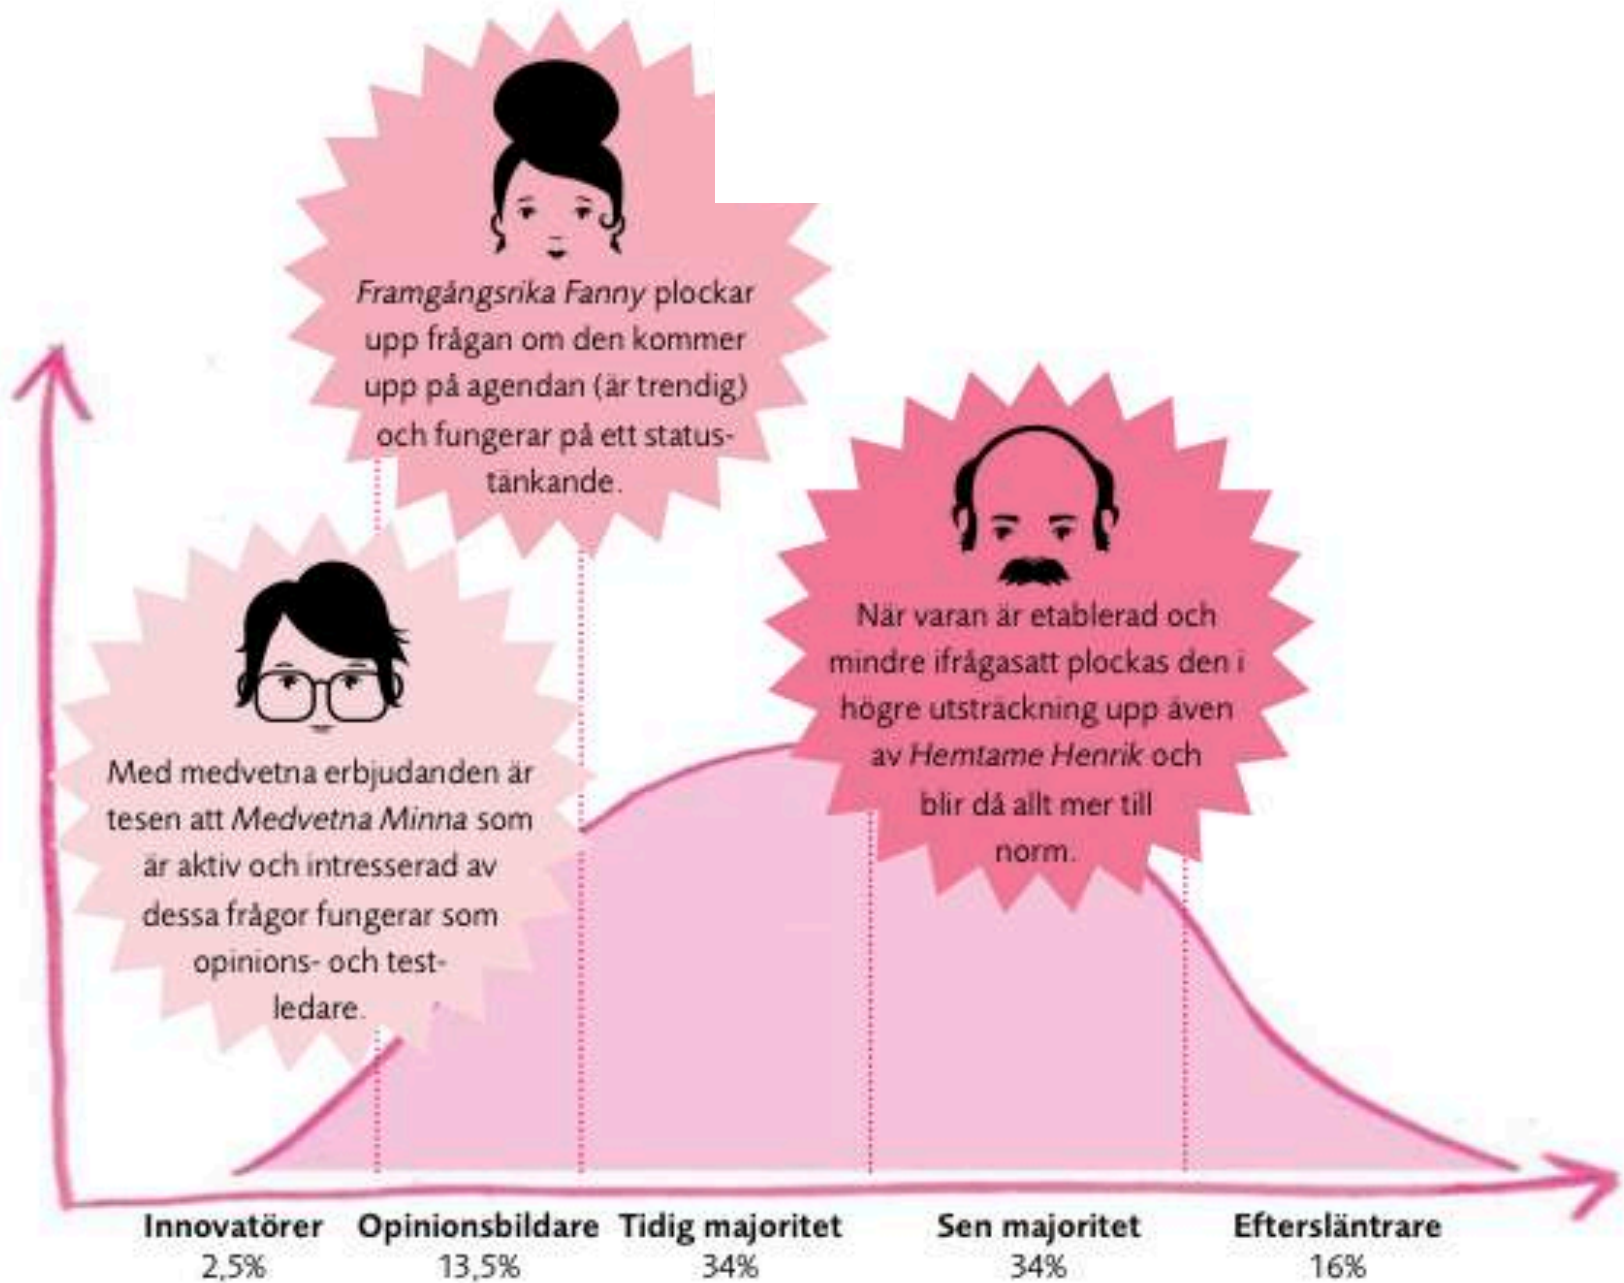 Framgångsrika Fanny plockar
upp frågan om den kommer
upp på agendan (är trendig)
och fungerar på ett status-
tänkande.
Med medvetna erbjudanden är
tesen att Medvetna Minna som
är aktiv och intresserad av
dessa frågor fungerar som
opinions- och test-
ledare.
När varan är etablerad och
mindre ifrågasatt plockas den i
högre utsträckning upp även
av Hemtame Henrik och
blir då allt mer till
norm.
Innovatörer
2,5%
Opinionsbildare
13,5%
Tidig majoritet
34%
Sen majoritet
34%
Eftersläntrare
16%